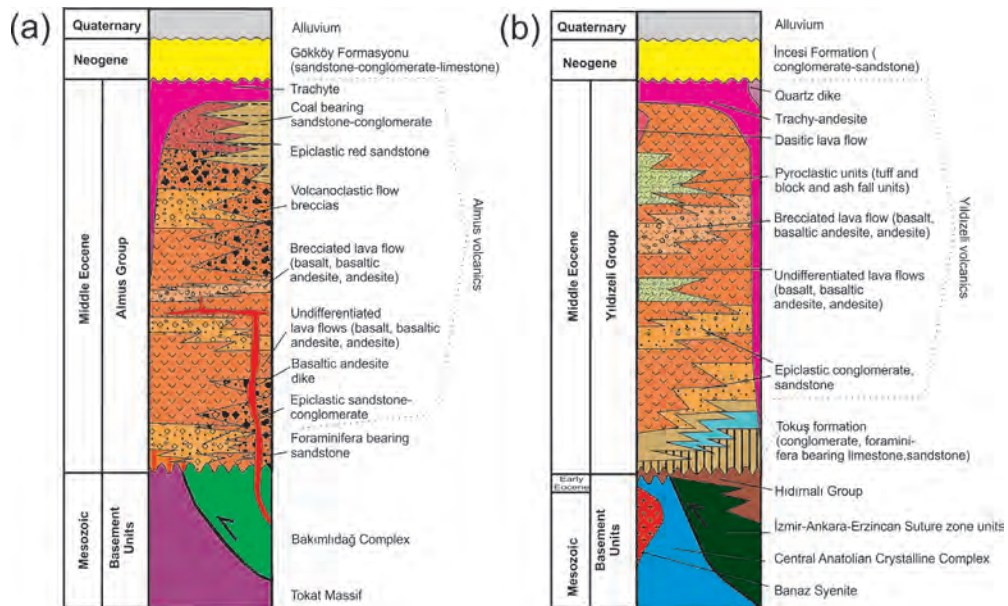 (a)
Quaternary
Neogene
Middle Eocene
Almus Group
Mesozoic
Basement
Units
Alluvium
Gökköy Formasyonu
(sandstone-conglomerate-limestone)
Trachyte
Coal bearing
sandstone-conglomerate
Epiclastic red sandstone
Volcanoclastic flow
breccias
Brecciated lava flow
(basalt, basaltic
andesite, andesite)
Undifferentiated
lava flows (basalt, basaltic
andesite, andesite)
Basaltic andesite
dike
Epiclastic sandstone-
conglomerate
Foraminifera bearing
sandstone
Bakımlıdağ Complex
Tokat Massif
Almus volcanics
(b)
Quaternary
Neogene
Middle Eocene
Yıldızeli Group
Early
Eocene
Mesozoic
Basement
Units
Alluvium
İncesi Formation (
conglomerate-sandstone)
Quartz dike
Trachy-andesite
Dasitic lava flow
Pyroclastic units (tuff and
block and ash fall units)
Brecciated lava flow (basalt,
basaltic andesite, andesite)
Undifferentiated lava flows
(basalt, basaltic
andesite, andesite)
Epiclastic conglomerate,
sandstone
Tokuş formation
(conglomerate, foramini-
fera bearing limestone,sandstone)
Hıdırnalı Group
İzmir-Ankara-Erzincan Suture zone units
Central Anatolian Crystalline Complex
Banaz Syenite
Yıldızeli volcanics